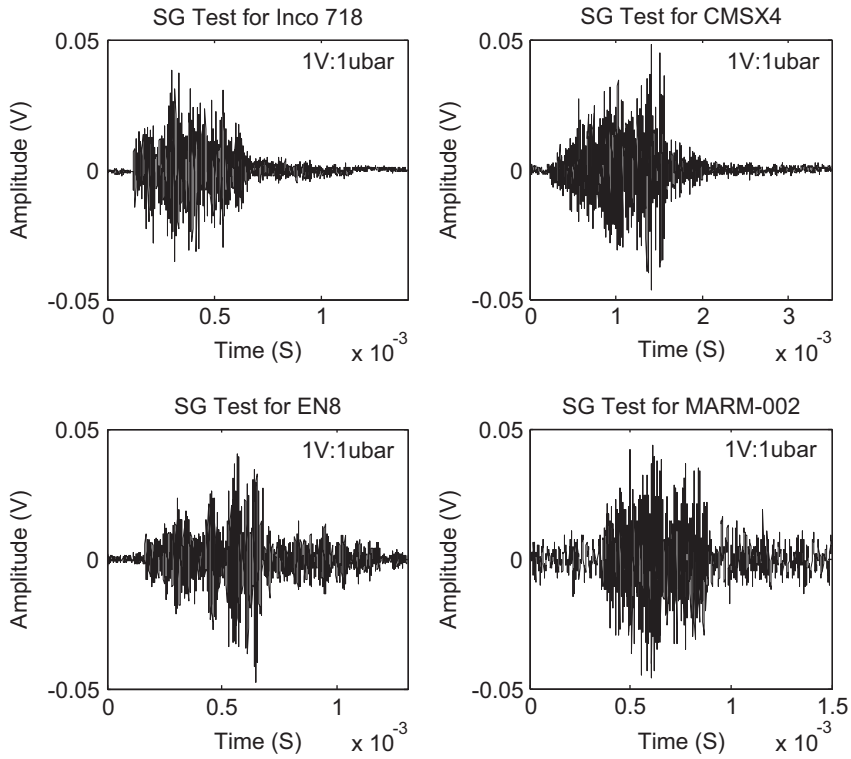 SG Test for Inco 718
0.05
1V:1ubar
Amplitude (V)
0
-0.05
0 0.5 1
Time (S) x 10^-3
SG Test for CMSX4
0.05
1V:1ubar
Amplitude (V)
0
-0.05
0 1 2 3
Time (S) x 10^-3
SG Test for EN8
0.05
1V:1ubar
Amplitude (V)
0
-0.05
0 0.5 1
Time (S) x 10^-3
SG Test for MARM-002
0.05
1V:1ubar
Amplitude (V)
0
-0.05
0 0.5 1 1.5
Time (S) x 10^-3